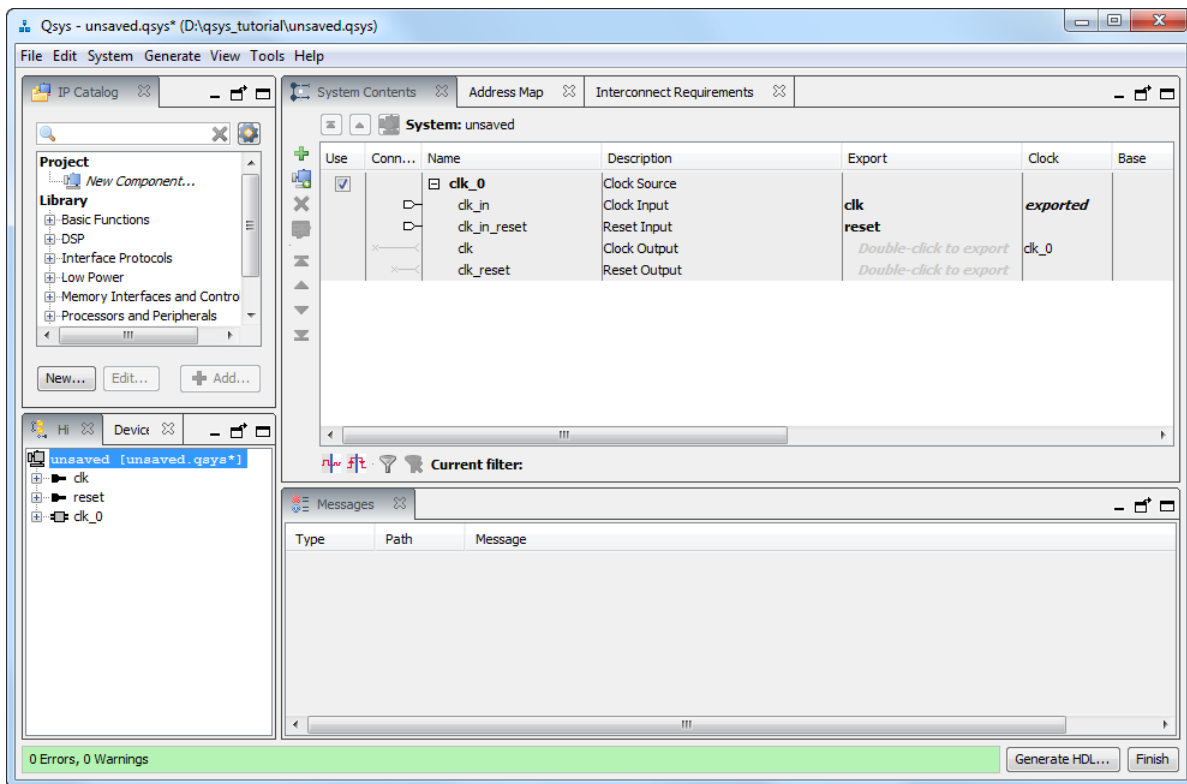 Qsys - unsaved.qsys* (D:\qsys_tutorial\unsaved.qsys)
File Edit System Generate View Tools Help
IP Catalog
Project
New Component...
Library
Basic Functions
DSP
Interface Protocols
Low Power
Memory Interfaces and Contro
Processors and Peripherals
New... Edit... Add...
Hi Device
unsaved [unsaved.qsys*]
clk
reset
clk_0
System Contents Address Map Interconnect Requirements
System: unsaved
Use Conn... Name Description Export Clock Base
clk_0 Clock Source
clk_in Clock Input clk exported
clk_in_reset Reset Input reset
clk Clock Output Double-click to export clk_0
clk_reset Reset Output Double-click to export
Current filter:
Messages
Type Path Message
0 Errors, 0 Warnings Generate HDL... Finish